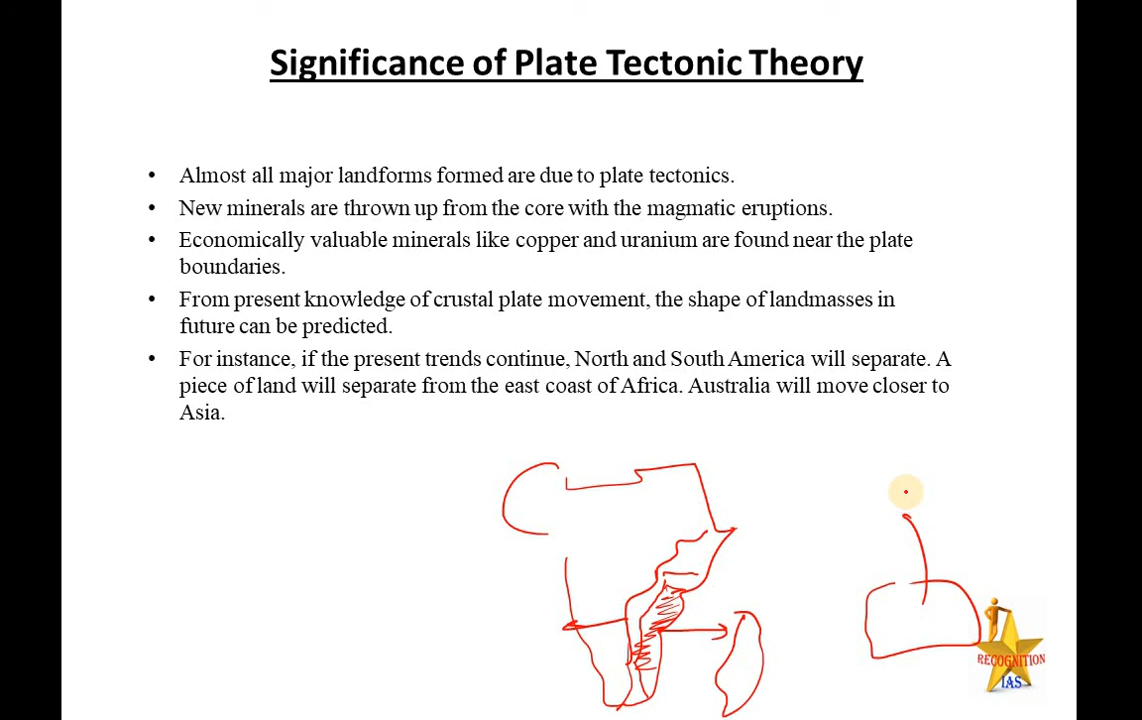 Significance of Plate Tectonic Theory
• Almost all major landforms formed are due to plate tectonics.
• New minerals are thrown up from the core with the magmatic eruptions.
• Economically valuable minerals like copper and uranium are found near the plate
boundaries.
• From present knowledge of crustal plate movement, the shape of landmasses in
future can be predicted.
• For instance, if the present trends continue, North and South America will separate. A
piece of land will separate from the east coast of Africa. Australia will move closer to
Asia.
RECOGNITION
IAS